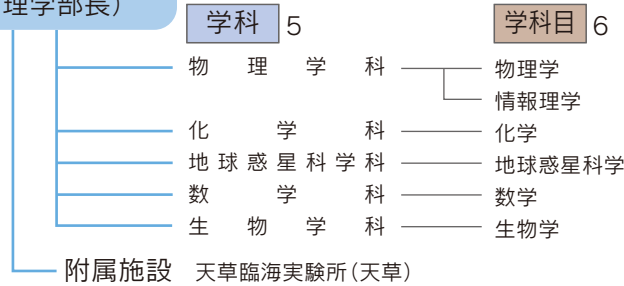 理学部長）
学科 5 学科目 6
物理学科 物理学
情報理学
化学科 化学
地球惑星科学科 地球惑星科学
数学科 数学
生物学科 生物学
附属施設 天草臨海実験所（天草）